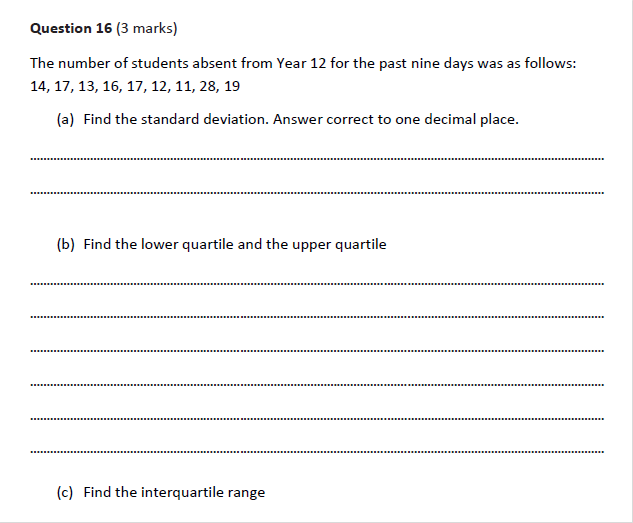 Question 16 (3 marks)
The number of students absent from Year 12 for the past nine days was as follows:
14, 17, 13, 16, 17, 12, 11, 28, 19
(a) Find the standard deviation. Answer correct to one decimal place.
(b) Find the lower quartile and the upper quartile
(c) Find the interquartile range